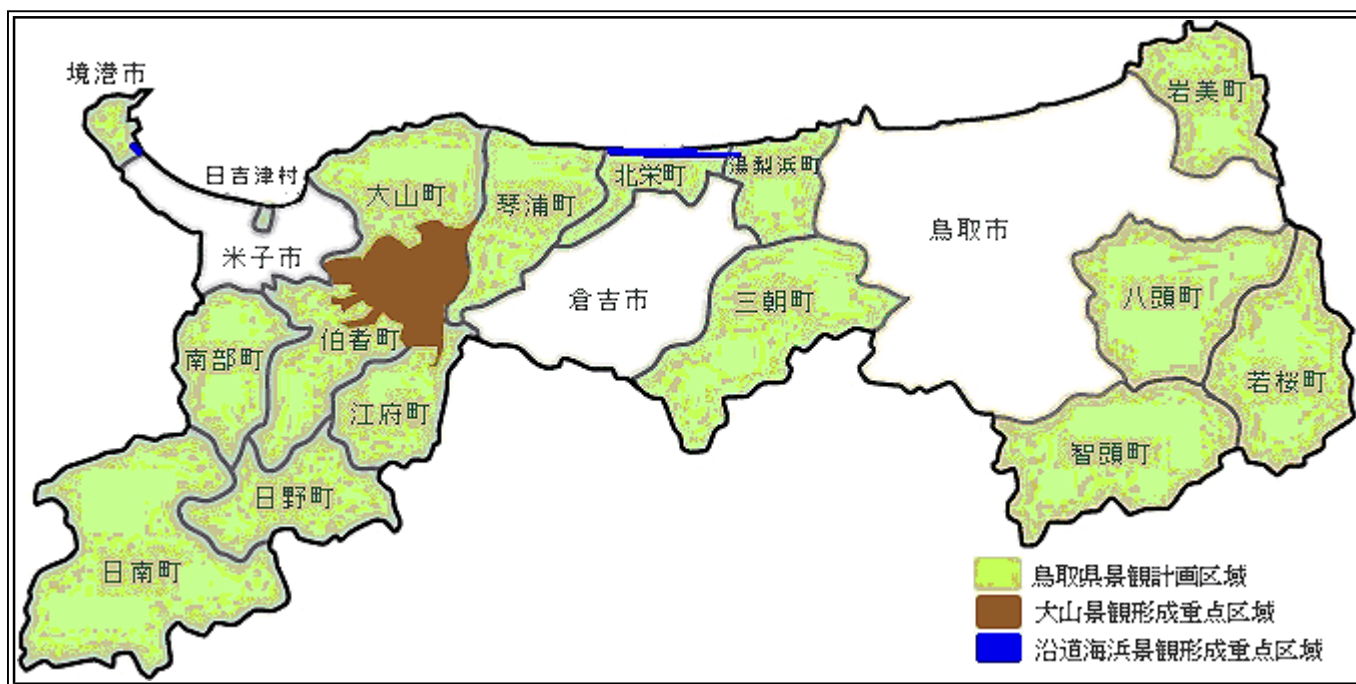 境港市
岩美町
日吉津村
大山町
琴浦町
北栄町
湯梨浜町
鳥取市
米子市
倉吉市
三朝町
八頭町
南部町
伯耆町
江府町
若桜町
智頭町
日野町
日南町
鳥取県景観計画区域
大山景観形成重点区域
沿道海浜景観形成重点区域